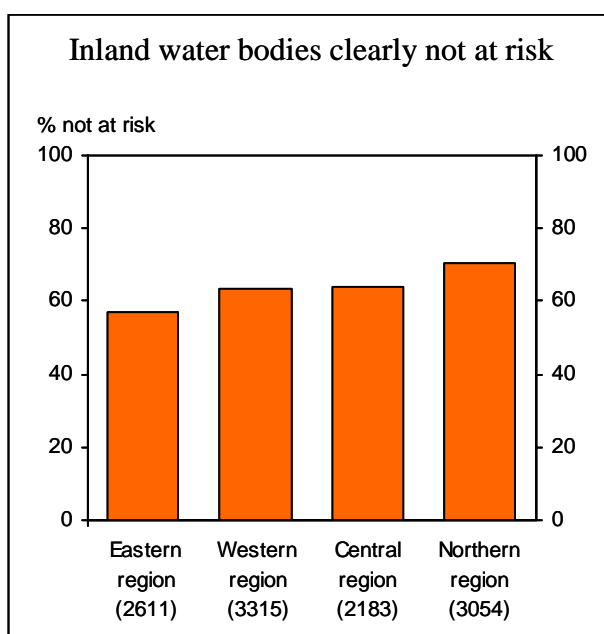 Inland water bodies clearly not at risk
% not at risk
100 100
80 80
60 60
40 40
20 20
0 0
Eastern region (2611)
Western region (3315)
Central region (2183)
Northern region (3054)